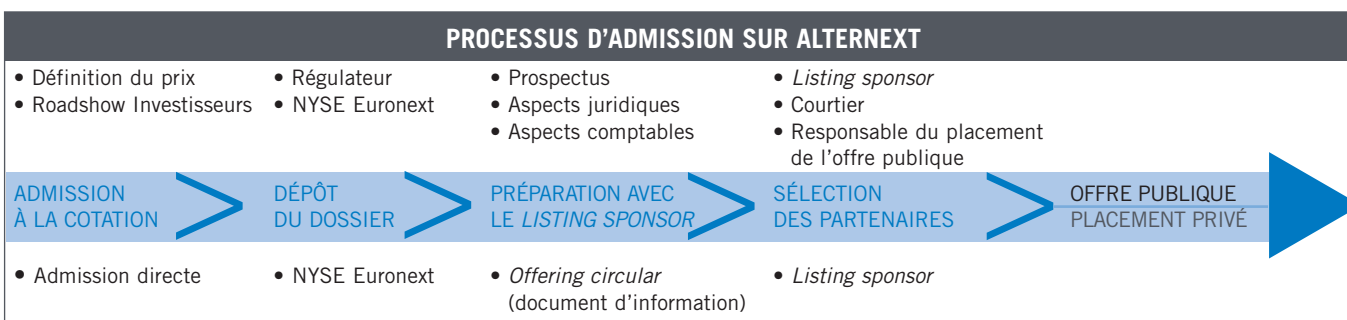 PROCESSUS D'ADMISSION SUR ALTERNEXT
• Définition du prix
• Roadshow Investisseurs
• Régulateur
• NYSE Euronext
• Prospectus
• Aspects juridiques
• Aspects comptables
• Listing sponsor
• Courtier
• Responsable du placement
de l'offre publique
ADMISSION
À LA COTATION
DÉPÔT
DU DOSSIER
PRÉPARATION AVEC
LE LISTING SPONSOR
SÉLECTION
DES PARTENAIRES
OFFRE PUBLIQUE
PLACEMENT PRIVÉ
• Admission directe
• NYSE Euronext
• Offering circular
(document d'information)
• Listing sponsor